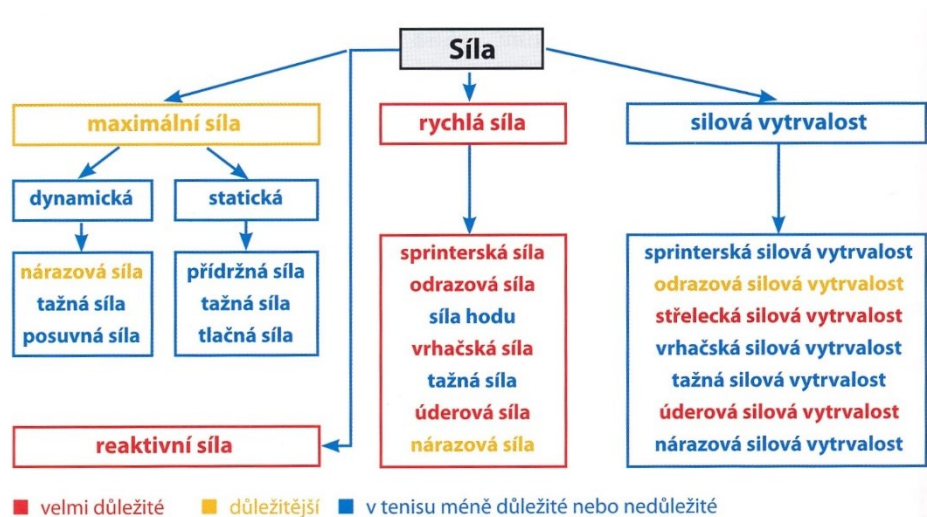 Síla
maximální síla
rychlá síla
silová vytrvalost
dynamická
statická
nárazová síla
tažná síla
posuvná síla
přídržná síla
tažná síla
tlačná síla
sprinterská síla
odrazová síla
síla hodu
vrhačská síla
tažná síla
úderová síla
nárazová síla
sprinterská silová vytrvalost
odrazová silová vytrvalost
střelecká silová vytrvalost
vrhačská silová vytrvalost
tažná silová vytrvalost
úderová silová vytrvalost
nárazová silová vytrvalost
reaktivní síla
velmi důležité
důležitější
v tenisu méně důležité nebo nedůležité